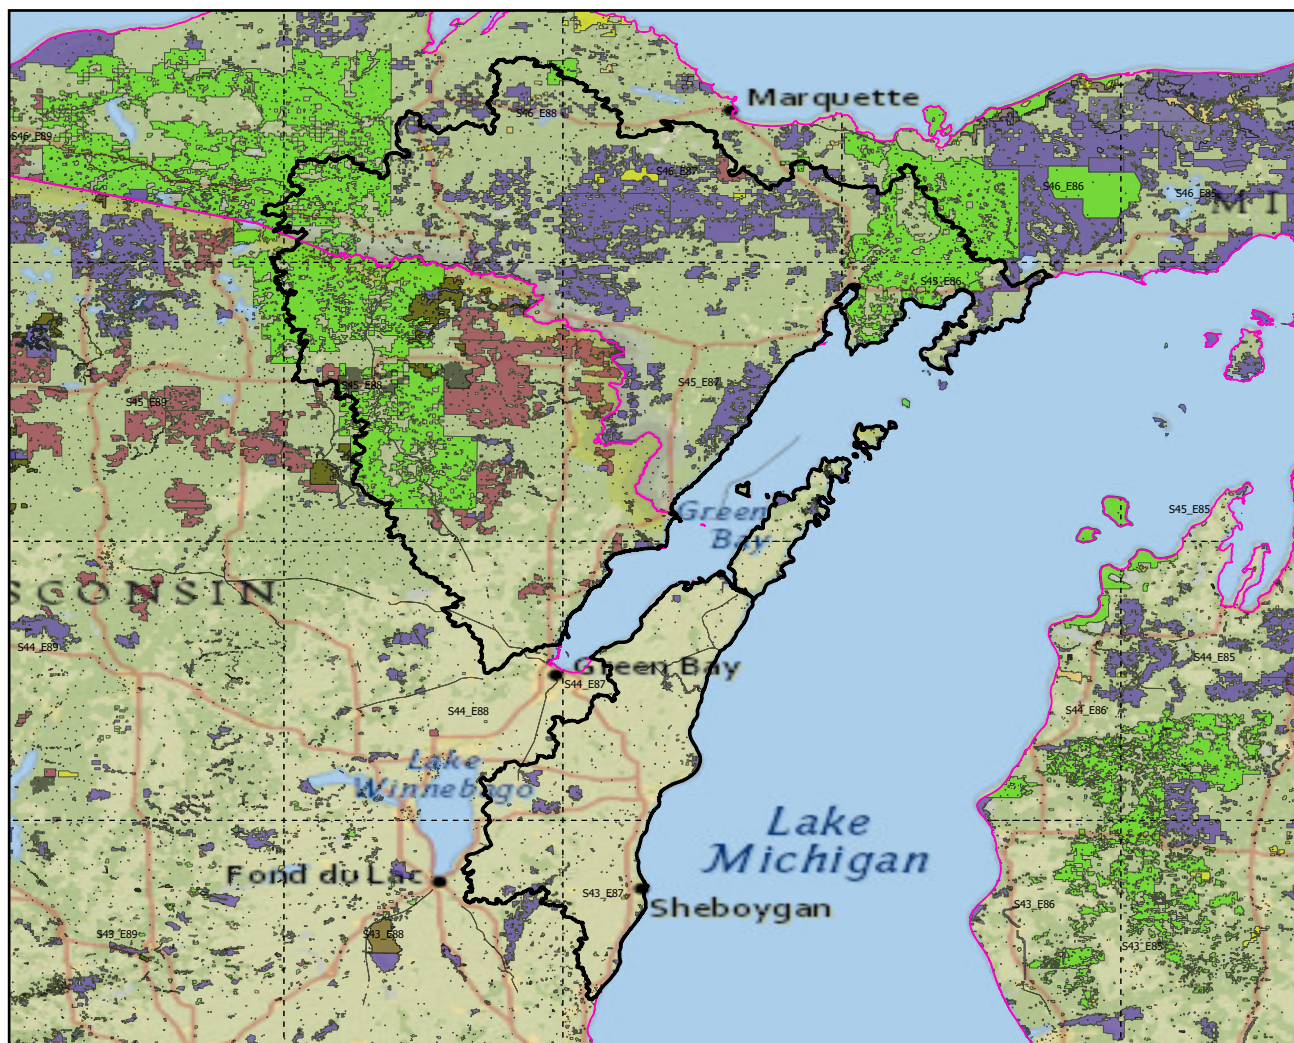 Marquette
S46_E88
S46_E89
S46_E87
S46_E86
S46_E85
MI
S45_E86
S45_E88
S45_E87
S45_E89
Green
Bay
S45_E85
SCONSIN
S44_E89
S44_E85
Green Bay
S44_E87
S44_E88
S44_E86
Lake
Winnebago
Lake
Michigan
Fond du Lac
S43_E87
Sheboygan
S43_E86
S43_E89
S43_E88
S43_E85